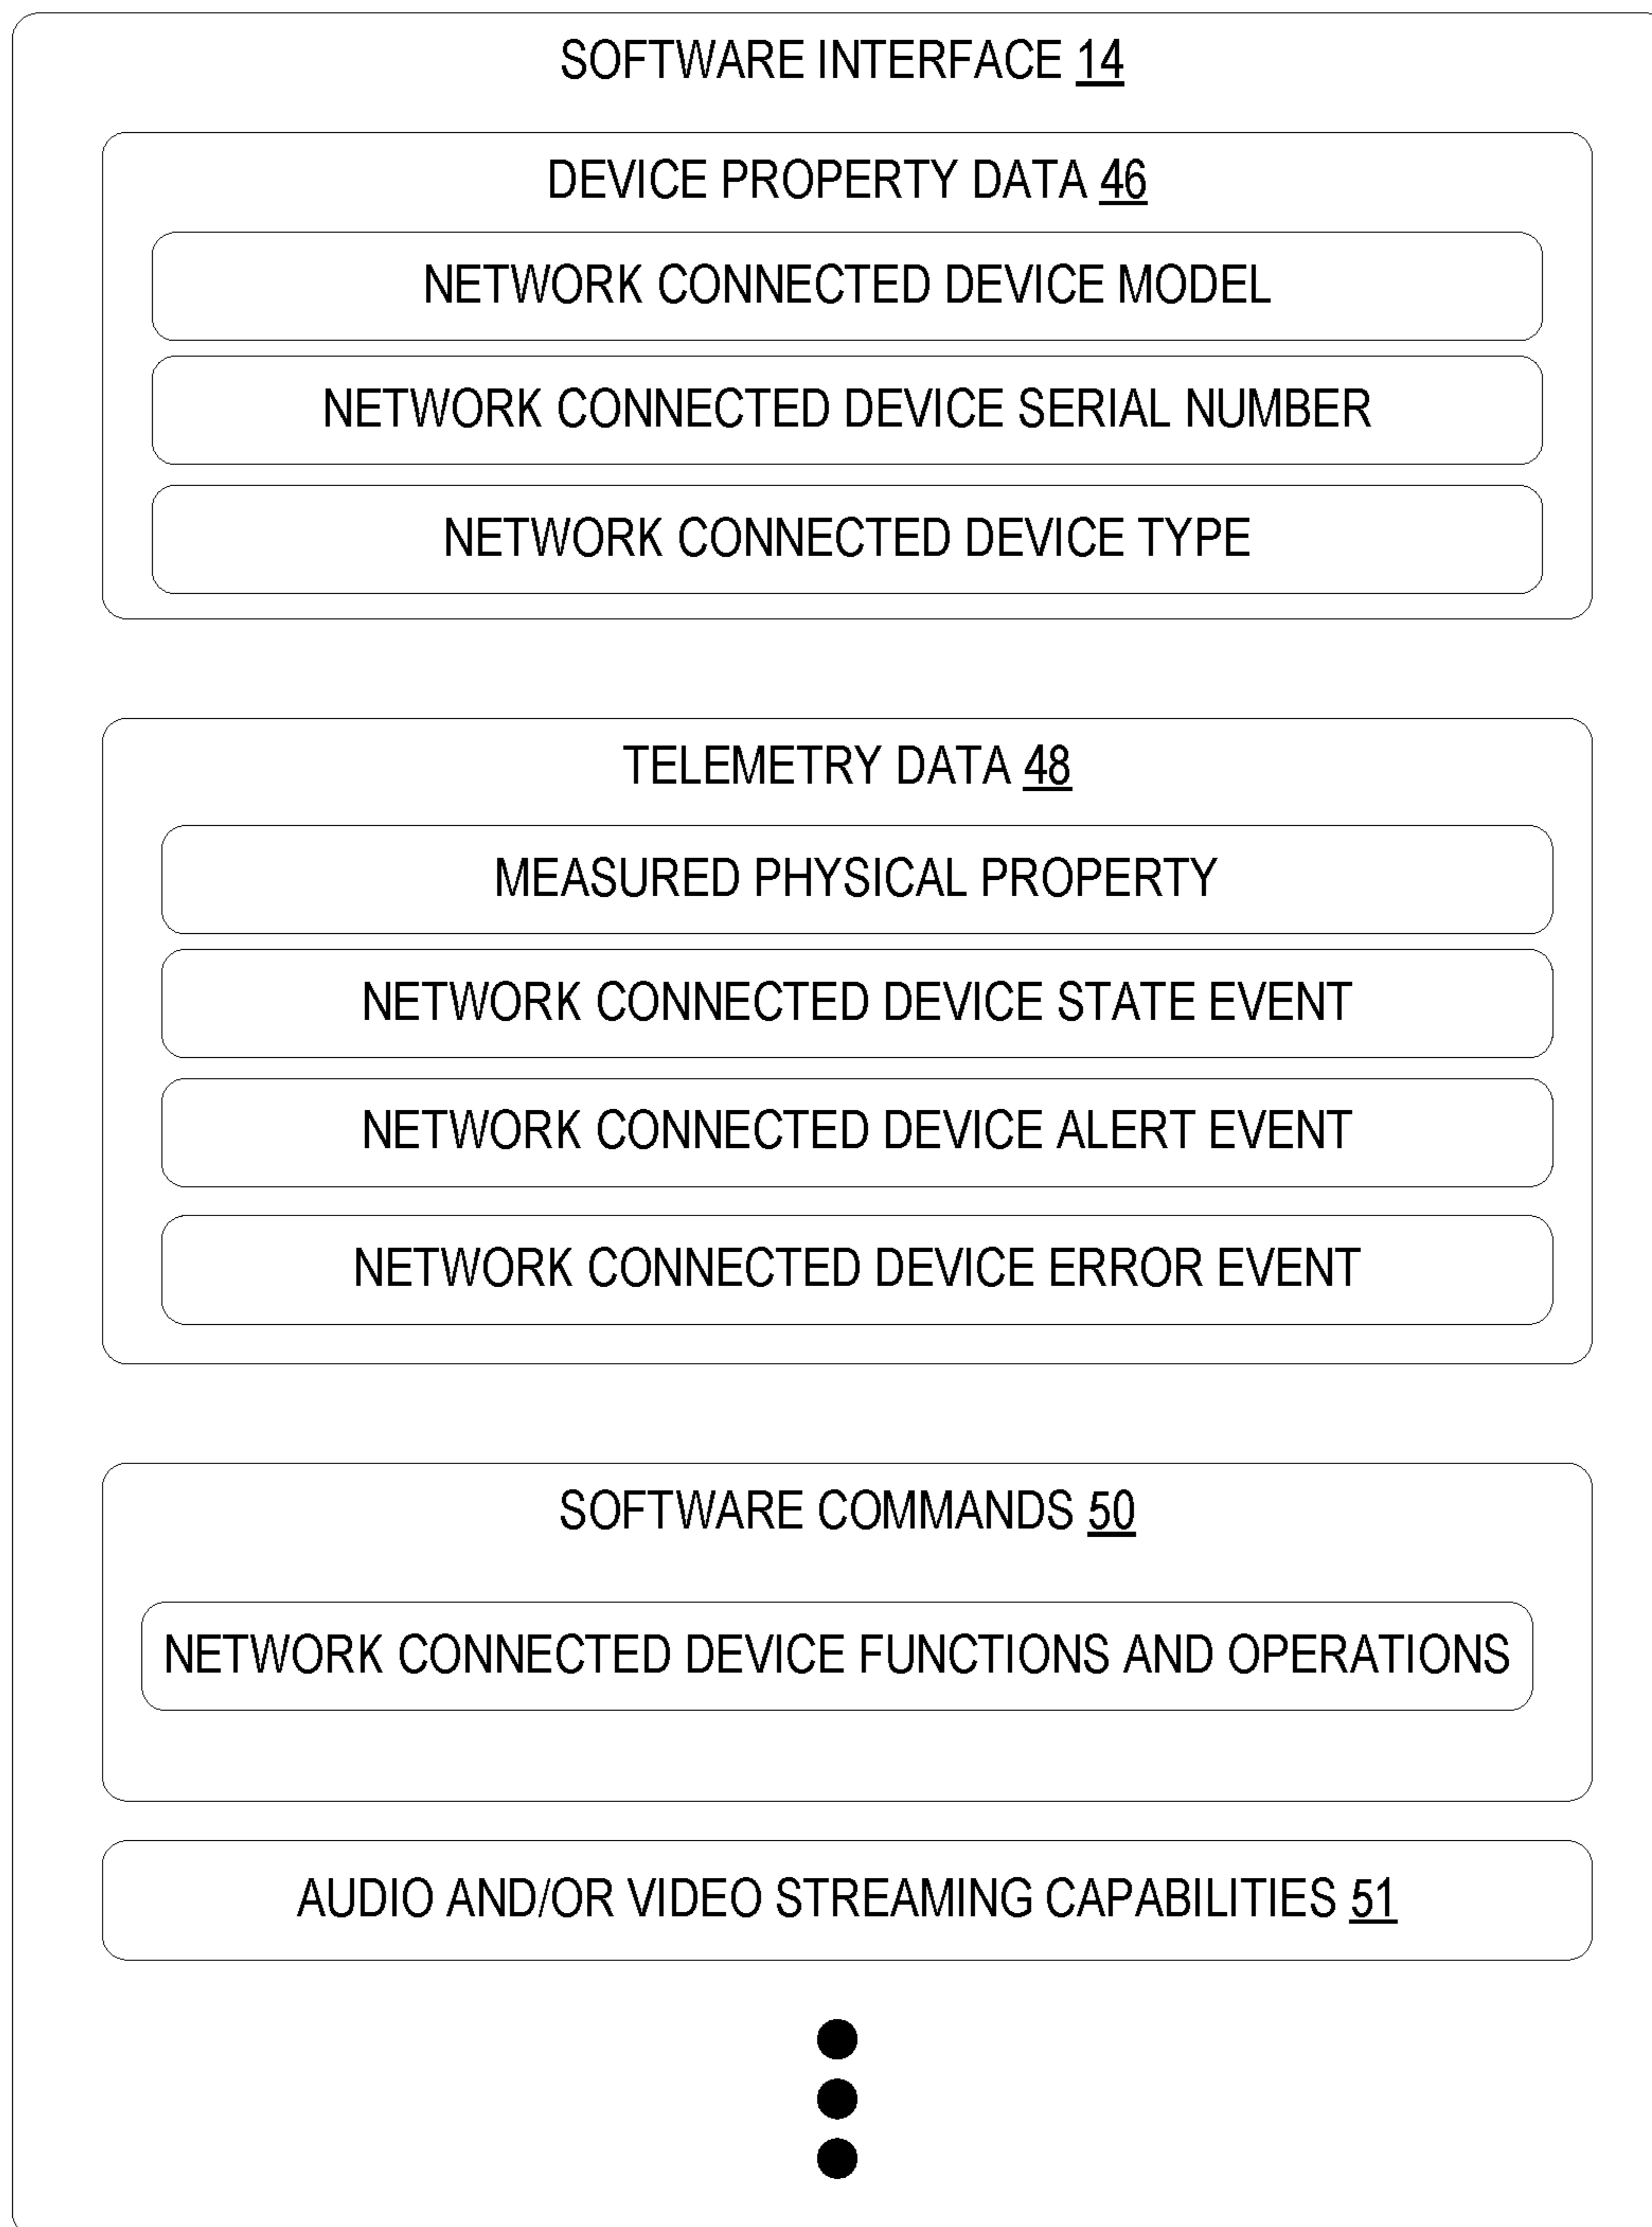 SOFTWARE INTERFACE 14
DEVICE PROPERTY DATA 46
NETWORK CONNECTED DEVICE MODEL
NETWORK CONNECTED DEVICE SERIAL NUMBER
NETWORK CONNECTED DEVICE TYPE
TELEMETRY DATA 48
MEASURED PHYSICAL PROPERTY
NETWORK CONNECTED DEVICE STATE EVENT
NETWORK CONNECTED DEVICE ALERT EVENT
NETWORK CONNECTED DEVICE ERROR EVENT
SOFTWARE COMMANDS 50
NETWORK CONNECTED DEVICE FUNCTIONS AND OPERATIONS
AUDIO AND/OR VIDEO STREAMING CAPABILITIES 51